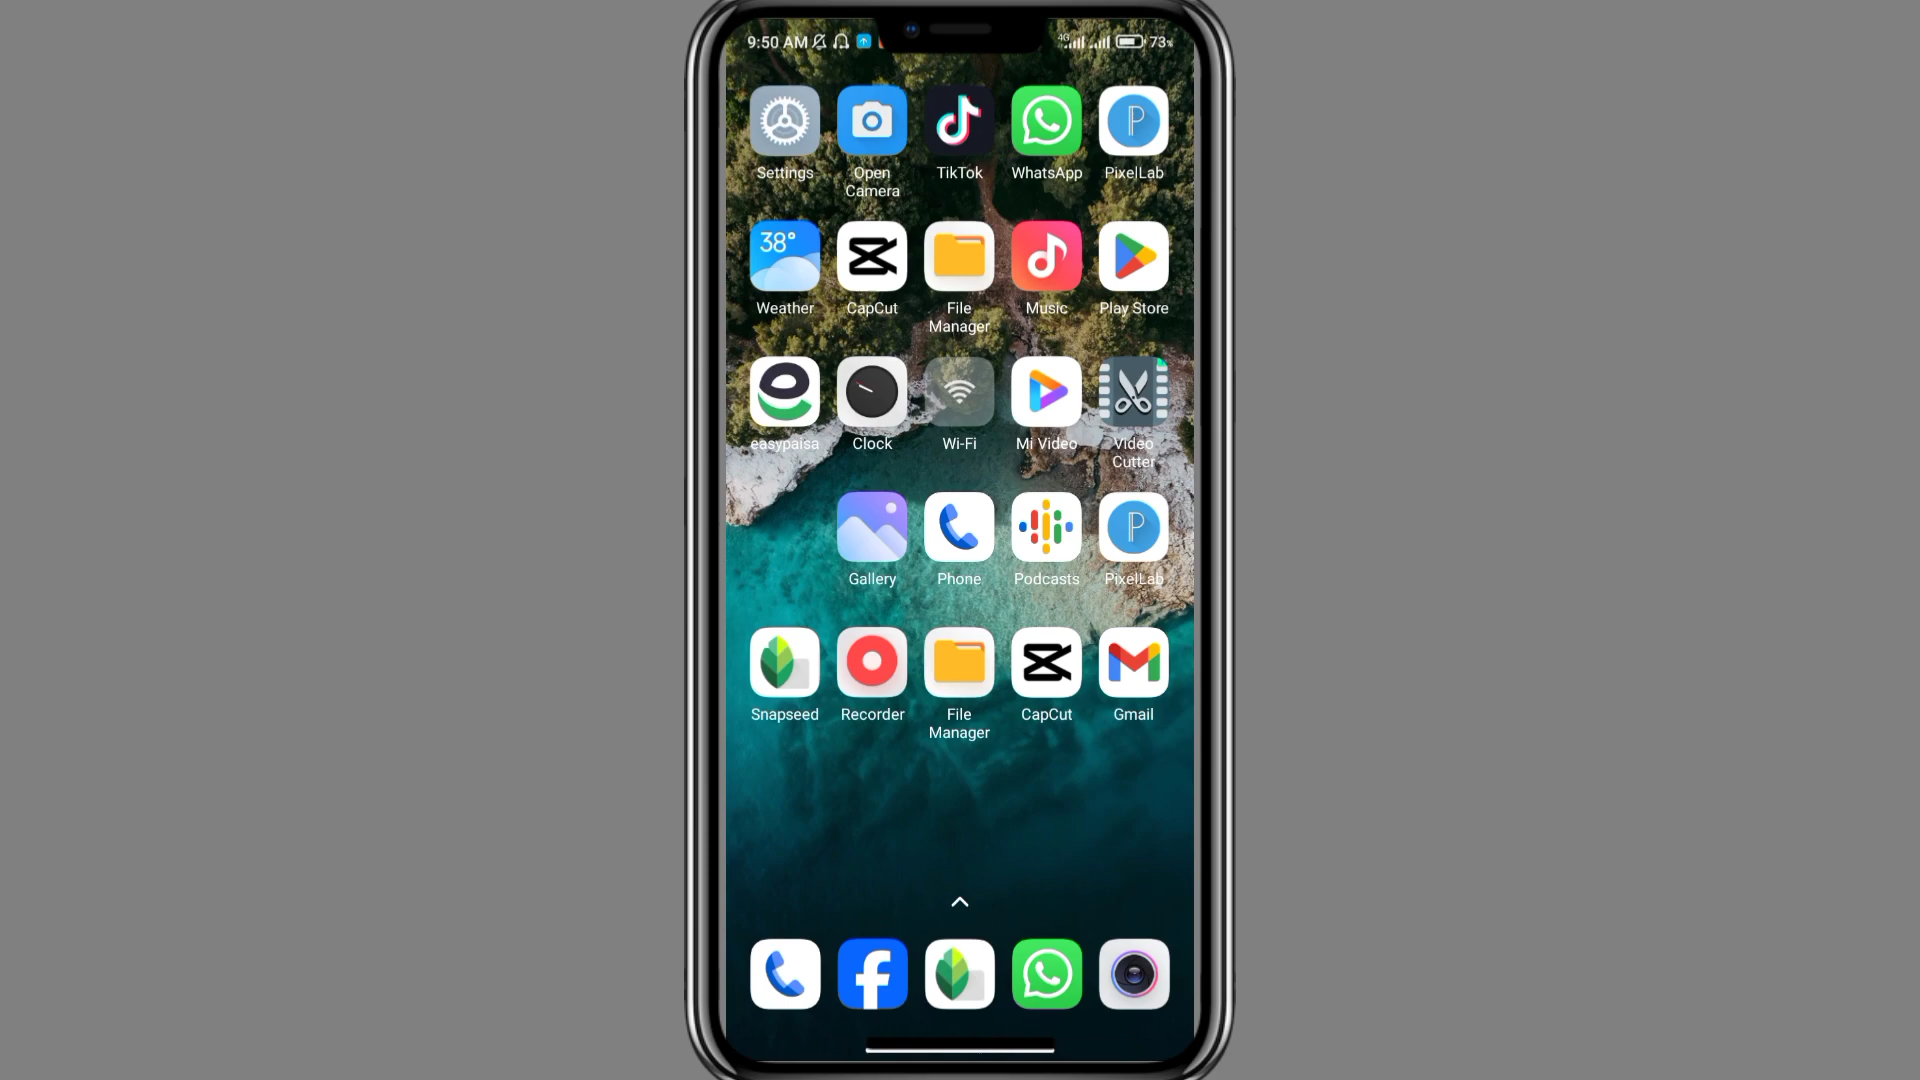 9:50 AM 4G 73%
Settings Open Camera TikTok WhatsApp PixelLab
38°
Weather CapCut File Manager Music Play Store
easypaisa Clock Wi-Fi Mi Video Video Cutter
Gallery Phone Podcasts PixelLab
Snapseed Recorder File Manager CapCut Gmail